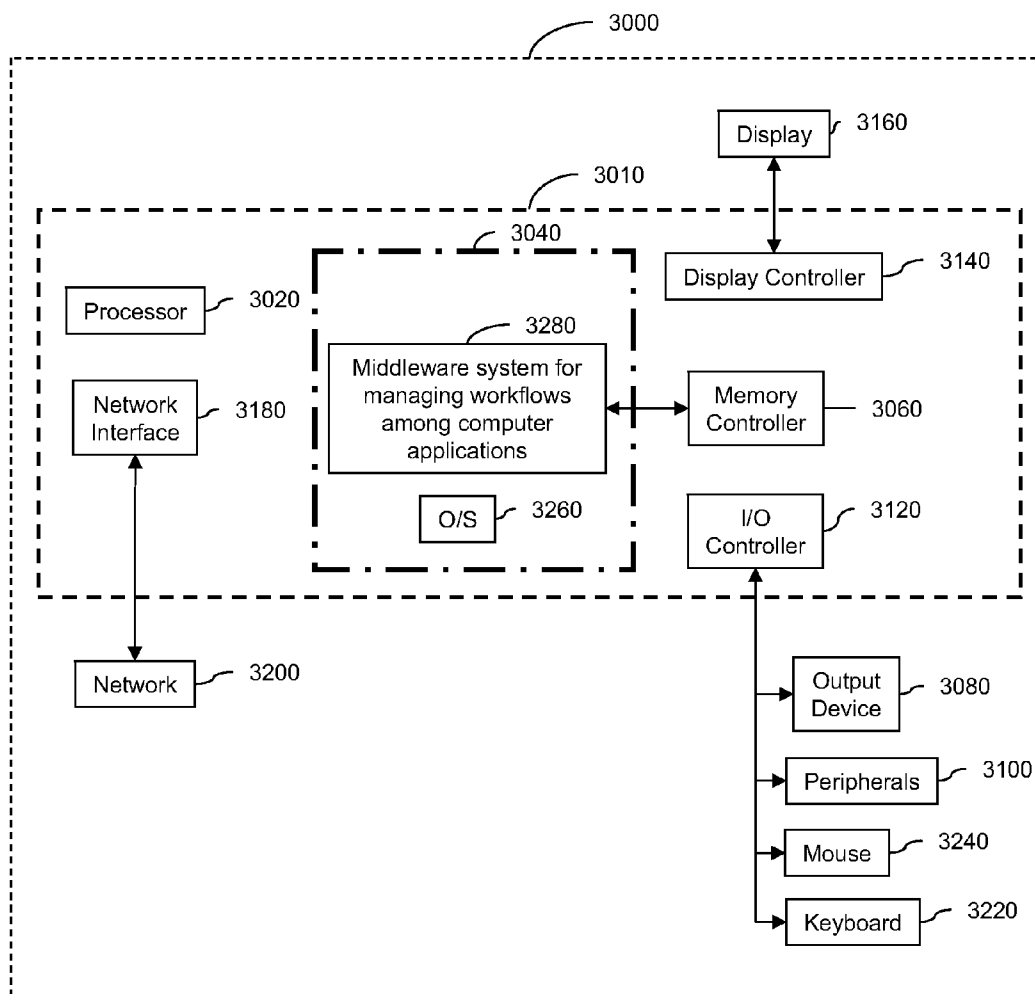 3000
Display
3160
3010
3040
Display Controller
3140
Processor
3020
3280
Middleware system for
managing workflows
among computer
applications
Network
Interface
3180
Memory
Controller
3060
O/S
3260
I/O
Controller
3120
Network
3200
Output
Device
3080
Peripherals
3100
Mouse
3240
Keyboard
3220